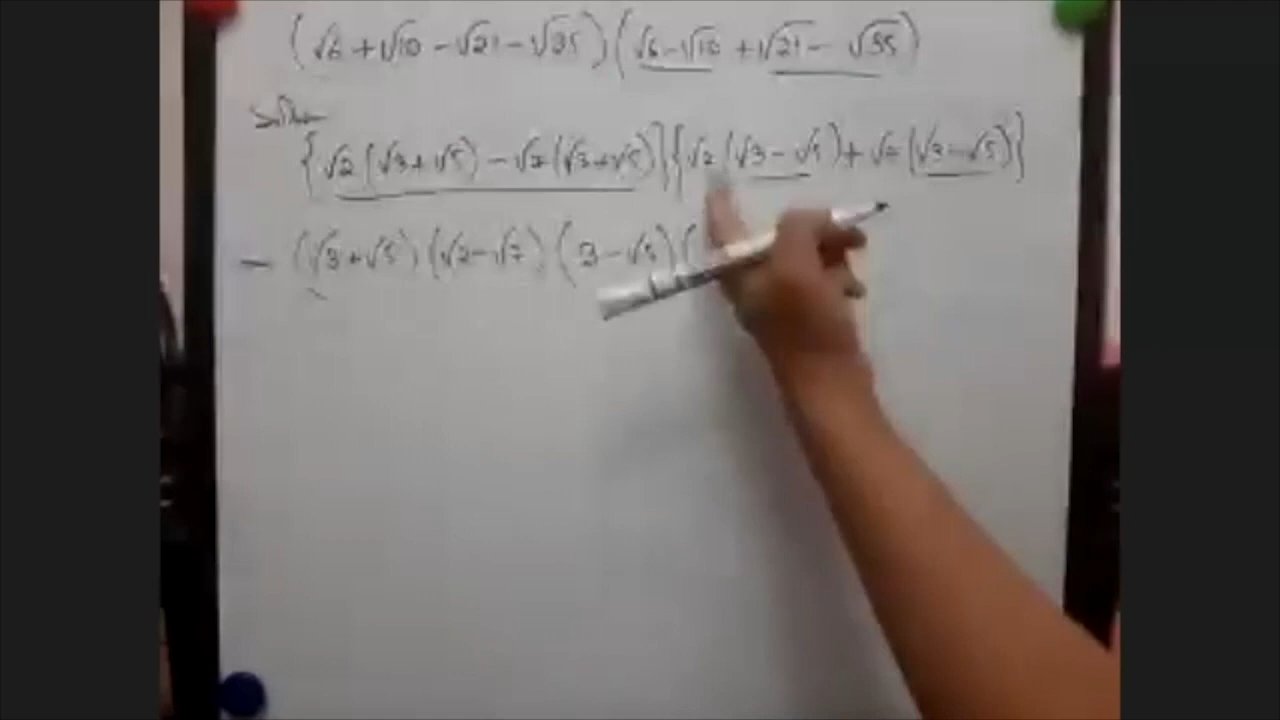 (√6 + √10 - √21 - √35)(√6 - √10 + √21 - √35)
{√2(√3+√5) - √7(√3+√5)}{√2(√3-√5) + √7(√3-√5)}
(√3+√5)(√2-√7)(3-√5)(